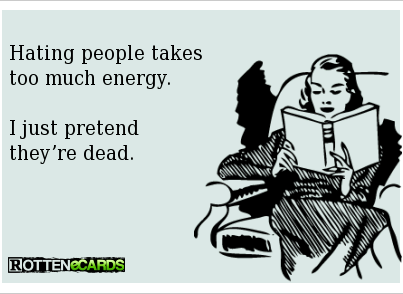 Hating people takes
too much energy.
I just pretend
they're dead.
ROTTENeCARDS